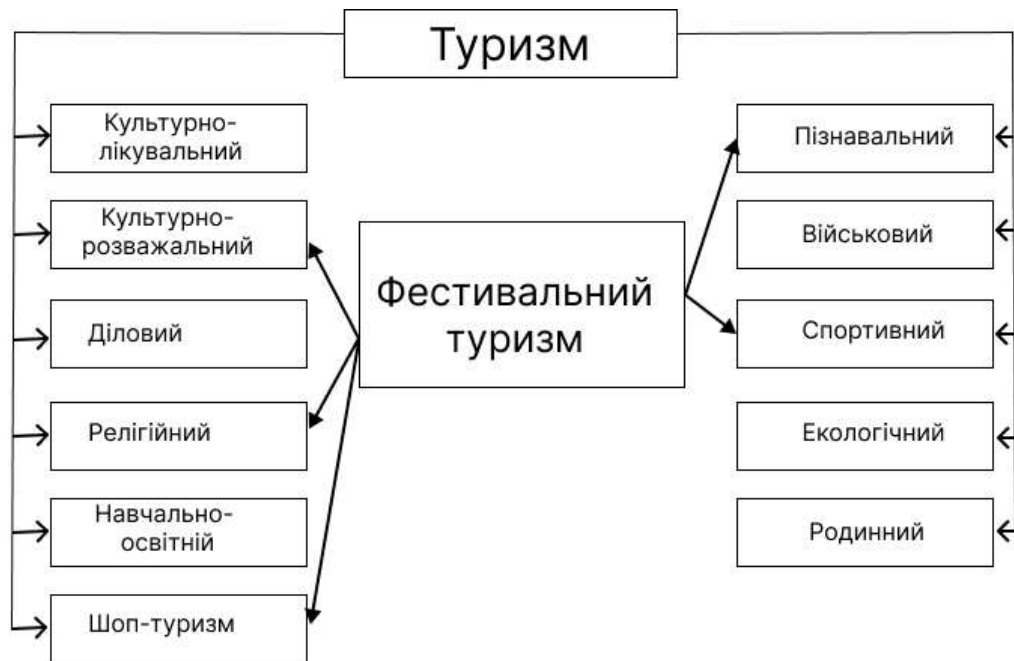 Туризм
Культурно-
лікувальний
Культурно-
розважальний
Діловий
Релігійний
Навчально-
освітній
Шоп-туризм
Фестивальний
туризм
Пізнавальний
Військовий
Спортивний
Екологічний
Родинний